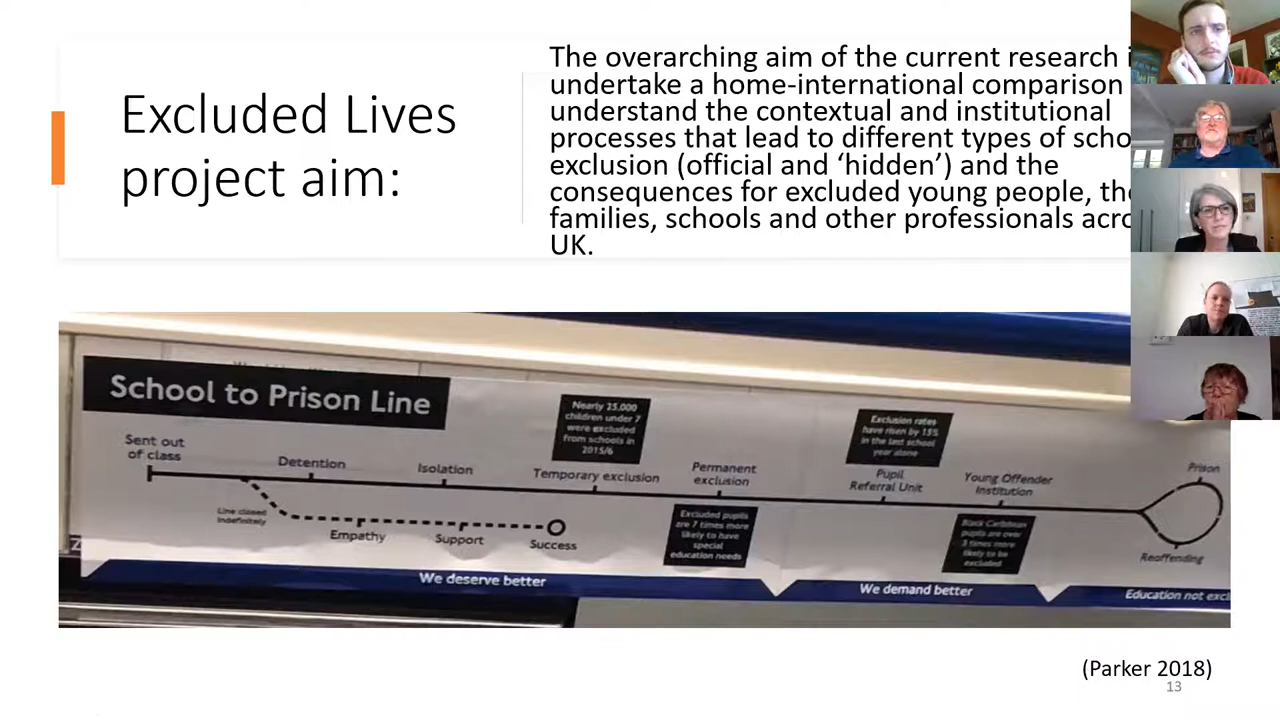 Excluded Lives
project aim:
The overarching aim of the current research
undertake a home-international comparison
understand the contextual and institutional
processes that lead to different types of scho
exclusion (official and ‘hidden’) and the
consequences for excluded young people, the
families, schools and other professionals acro
UK.
School to Prison Line
Sent out
of class
Detention
Isolation
Nearly 25,000
children under 7
were excluded
from schools in
2015/6
Temporary exclusion
Permanent
exclusion
Excluded pupils
are 7 times more
likely to have
special
education needs
Exclusion rates
have risen by 15%
in the last school
year alone
Pupil
Referral Unit
Young Offender
Institution
Black Caribbean
pupils are over
3 times more
likely to be
excluded
Prison
Reoffending
Line closed
indefinitely
Empathy
Support
Success
We deserve better
We demand better
Education not excl
(Parker 2018)
13